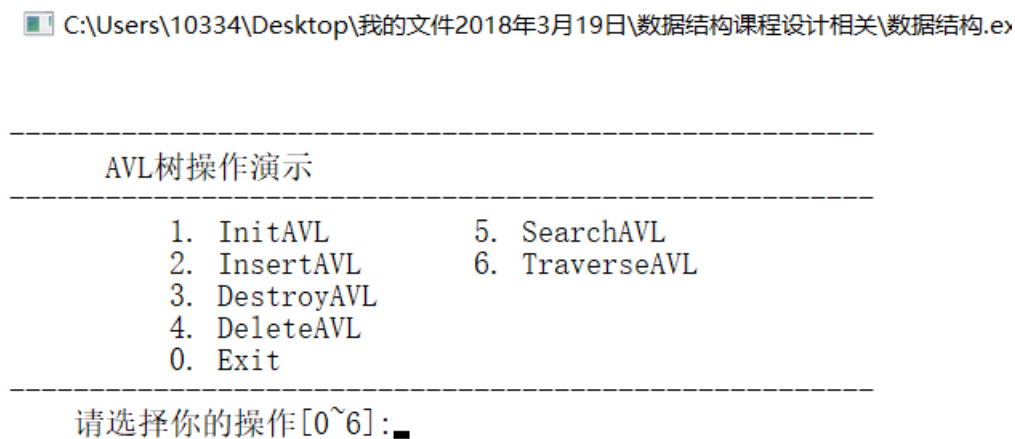 C:\Users\10334\Desktop\我的文件2018年3月19日\数据结构课程设计相关\数据结构.ex
AVL树操作演示
1. InitAVL 5. SearchAVL
2. InsertAVL 6. TraverseAVL
3. DestroyAVL
4. DeleteAVL
0. Exit
请选择你的操作[0~6]: